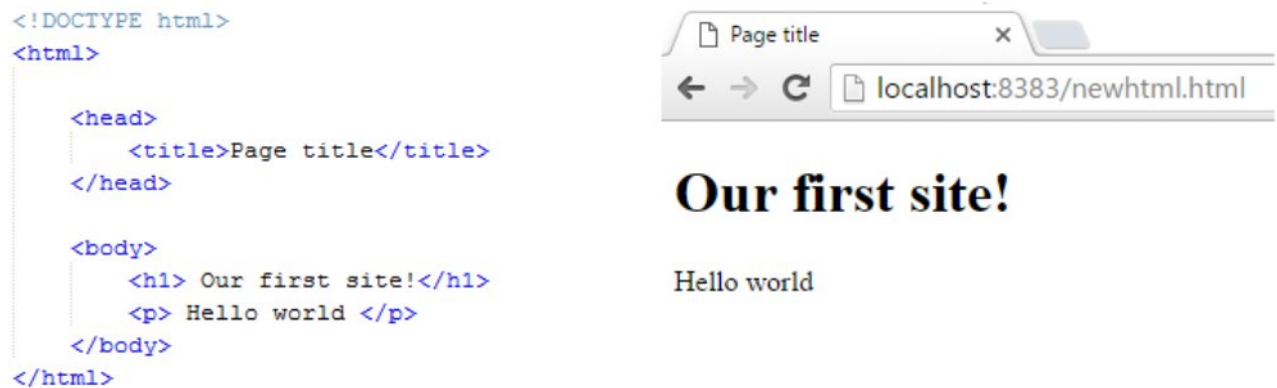 <!DOCTYPE html>
<html>
<head>
<title>Page title</title>
</head>
<body>
<h1> Our first site!</h1>
<p> Hello world </p>
</body>
</html>
Page title
localhost:8383/newhtml.html
Our first site!
Hello world